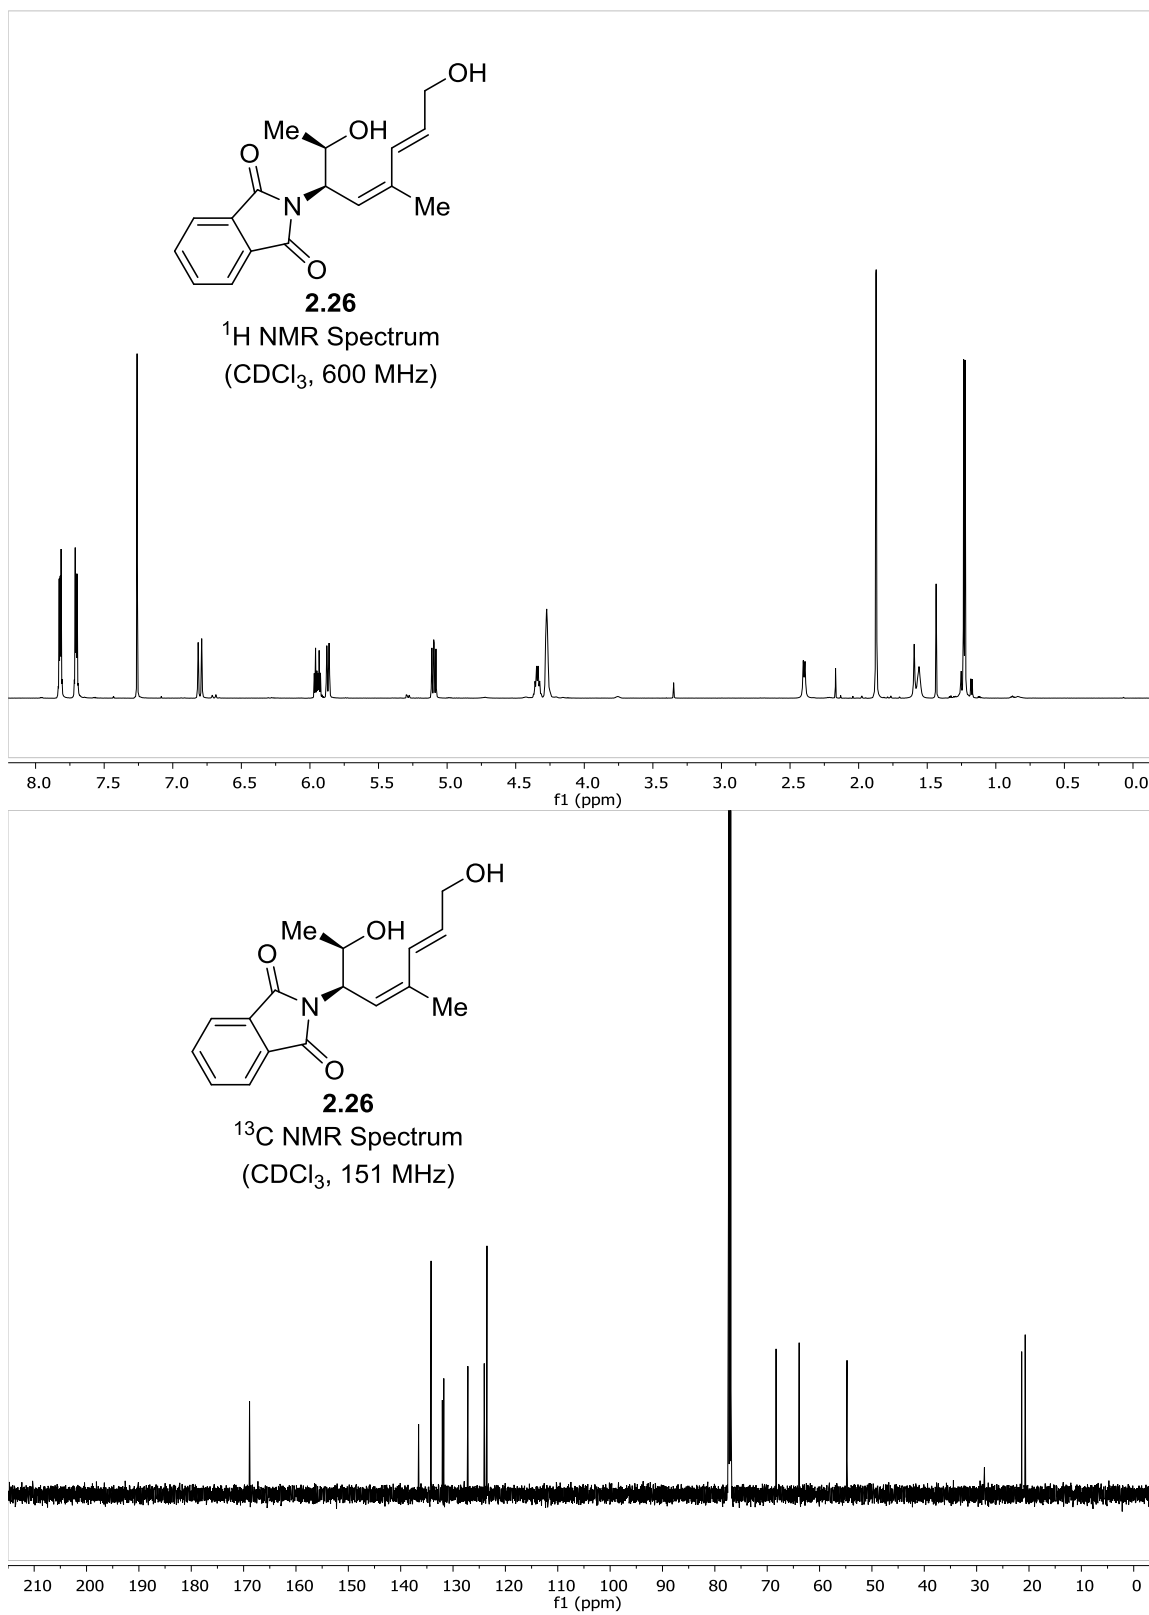 OH
Me
OH
O
N
Me
O
2.26
1H NMR Spectrum
(CDCl3, 600 MHz)
8.0 7.5 7.0 6.5 6.0 5.5 5.0 4.5 4.0 3.5 3.0 2.5 2.0 1.5 1.0 0.5 0.0
f1 (ppm)
OH
Me
OH
O
N
Me
O
2.26
13C NMR Spectrum
(CDCl3, 151 MHz)
210 200 190 180 170 160 150 140 130 120 110 100 90 80 70 60 50 40 30 20 10 0
f1 (ppm)